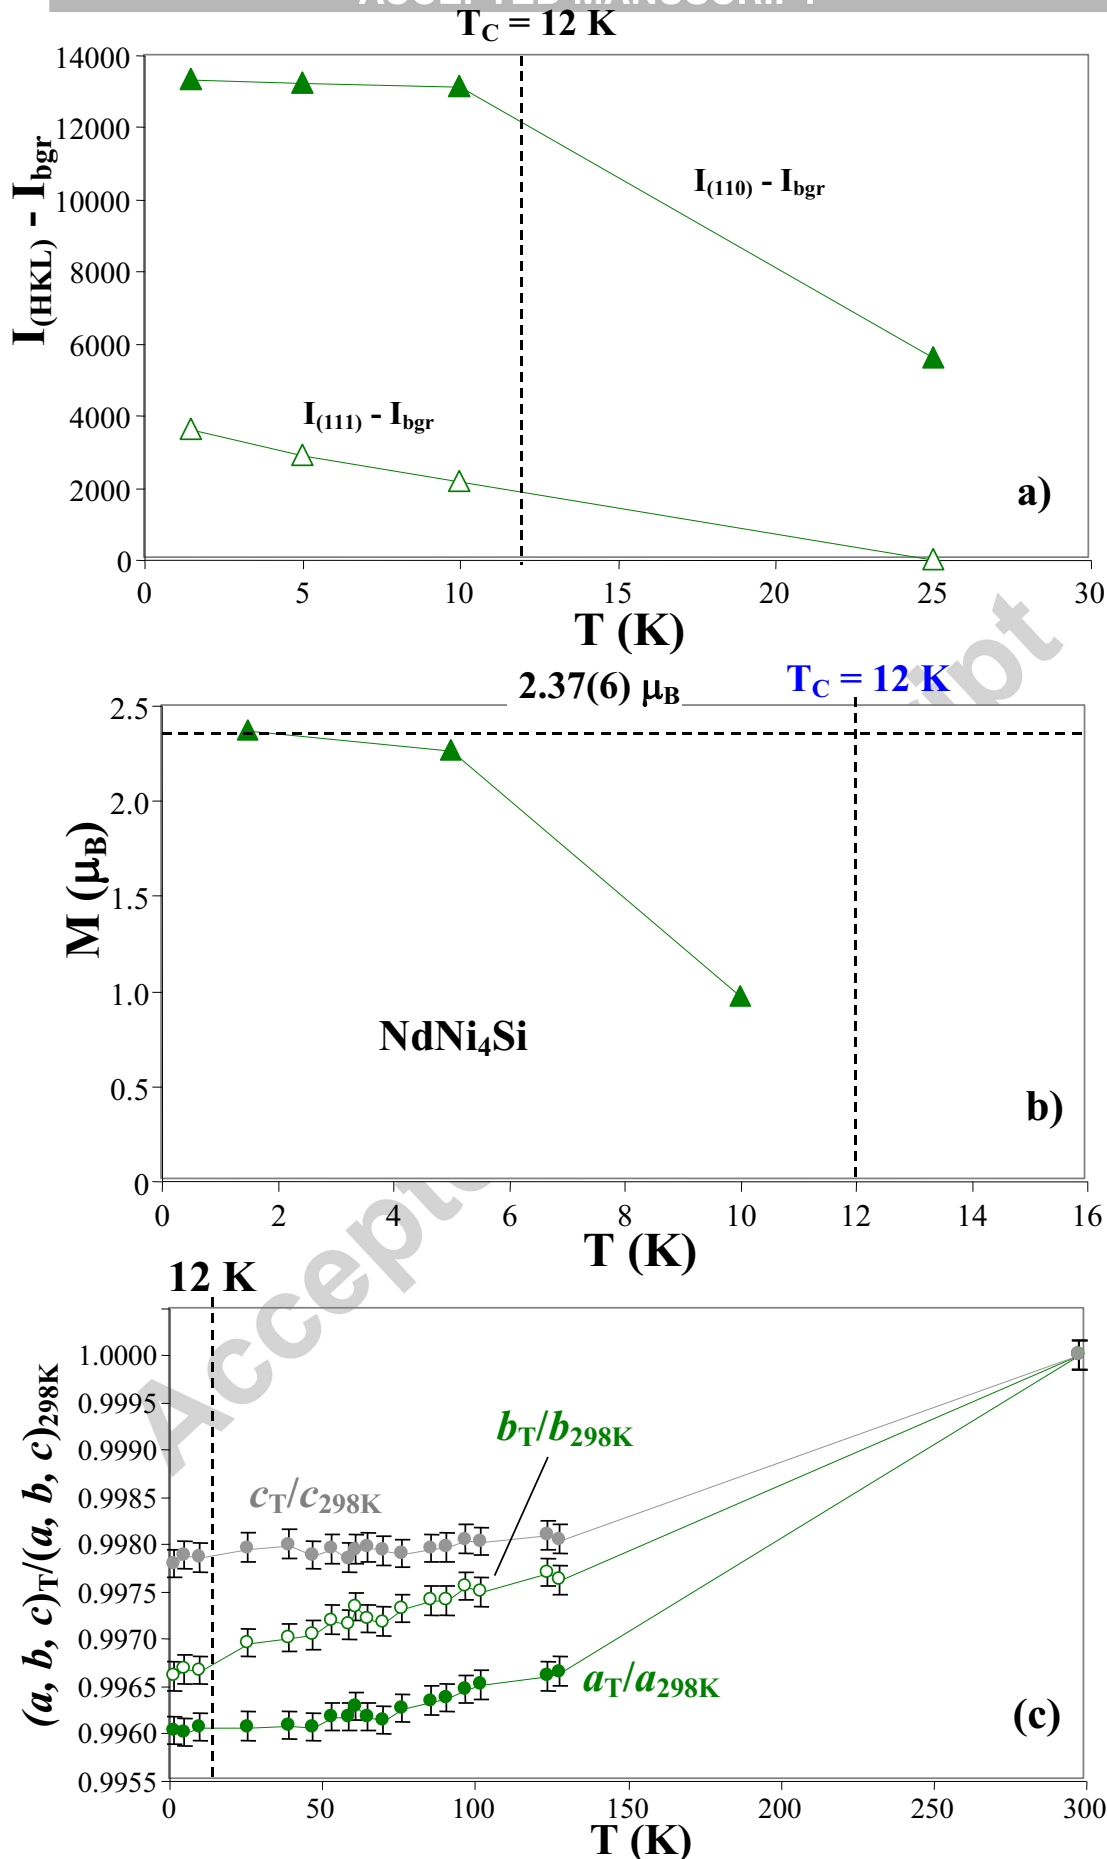 ACCEPTED MANUSCRIPT
T_C = 12 K
14000
12000
10000
8000
6000
4000
2000
0
I_(HKL) - I_bgr
I_(110) - I_bgr
I_(111) - I_bgr
a)
0 5 10 15 20 25 30
T (K)
2.37(6) μ_B
T_C = 12 K
2.5
2.0
1.5
1.0
0.5
0
M (μ_B)
NdNi₄Si
b)
0 2 4 6 8 10 12 14 16
T (K)
12 K
1.0000
0.9995
0.9990
0.9985
0.9980
0.9975
0.9970
0.9965
0.9960
0.9955
(a, b, c)_T/(a, b, c)_298K
b_T/b_298K
c_T/c_298K
a_T/a_298K
(c)
0 50 100 150 200 250 300
T (K)